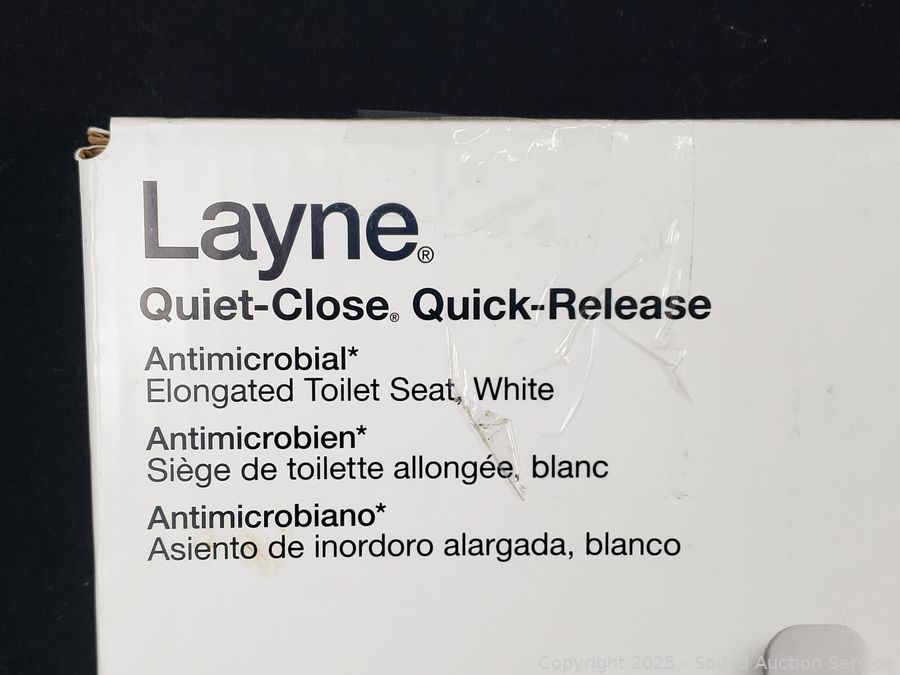 Layne®
Quiet-Close® Quick-Release
Antimicrobial*
Elongated Toilet Seat, White
Antimicrobien*
Siège de toilette allongée, blanc
Antimicrobiano*
Asiento de inordoro alargada, blanco
Copyright 2025 - Sound Auction Service